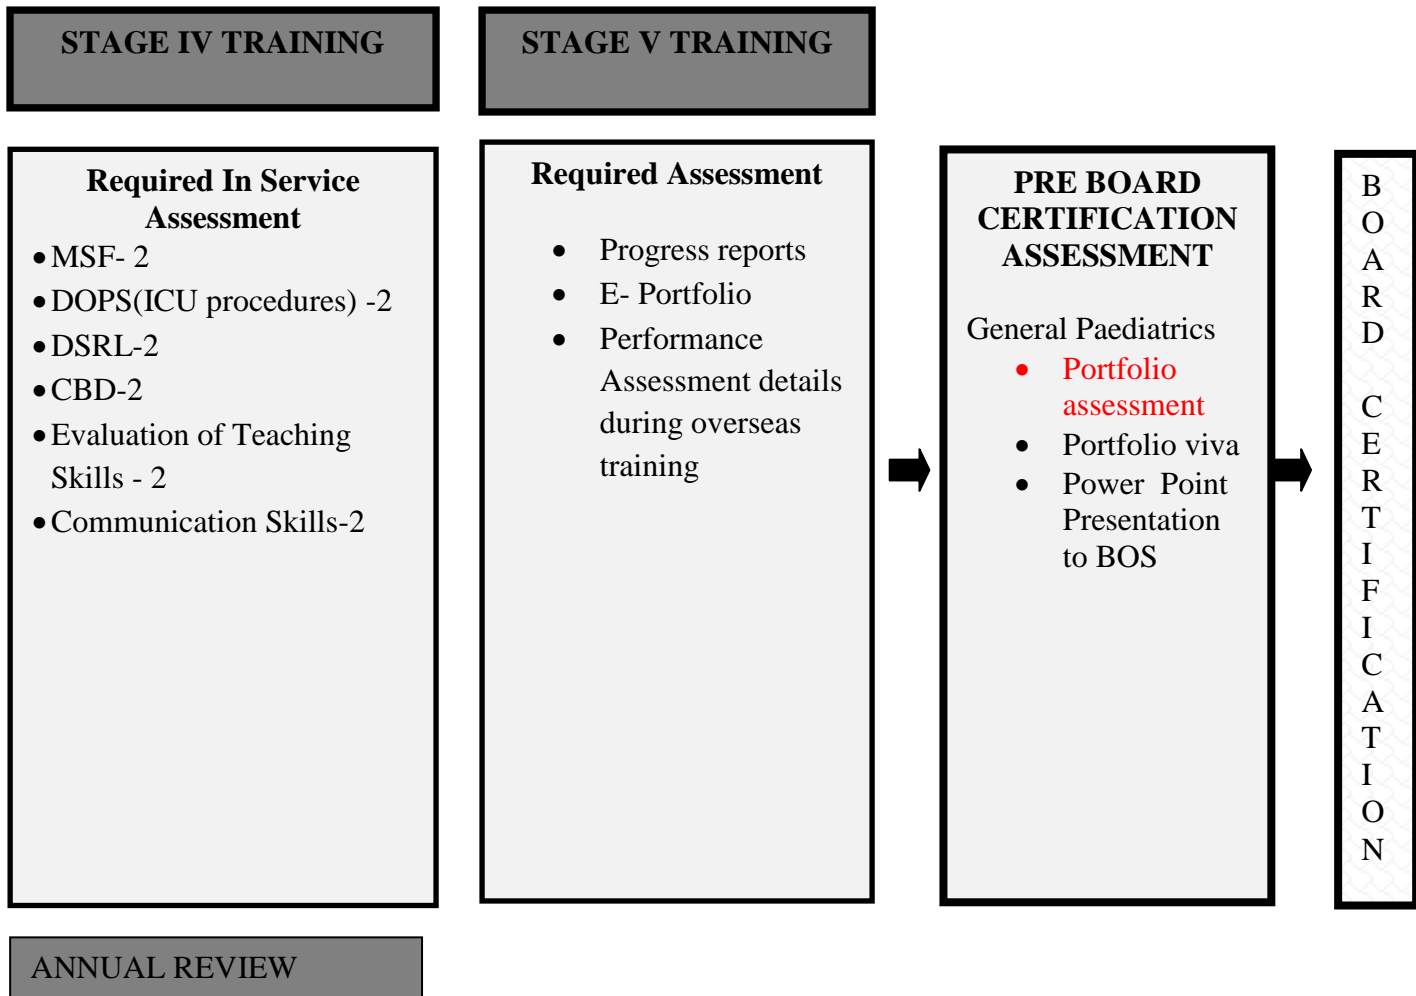 STAGE IV TRAINING
STAGE V TRAINING
Required In Service
Assessment
• MSF- 2
• DOPS(ICU procedures) -2
• DSRL-2
• CBD-2
• Evaluation of Teaching
Skills - 2
• Communication Skills-2
Required Assessment
• Progress reports
• E- Portfolio
• Performance
Assessment details
during overseas
training
PRE BOARD
CERTIFICATION
ASSESSMENT
General Paediatrics
• Portfolio
assessment
• Portfolio viva
• Power Point
Presentation
to BOS
B
O
A
R
D
C
E
R
T
I
F
I
C
A
T
I
O
N
ANNUAL REVIEW